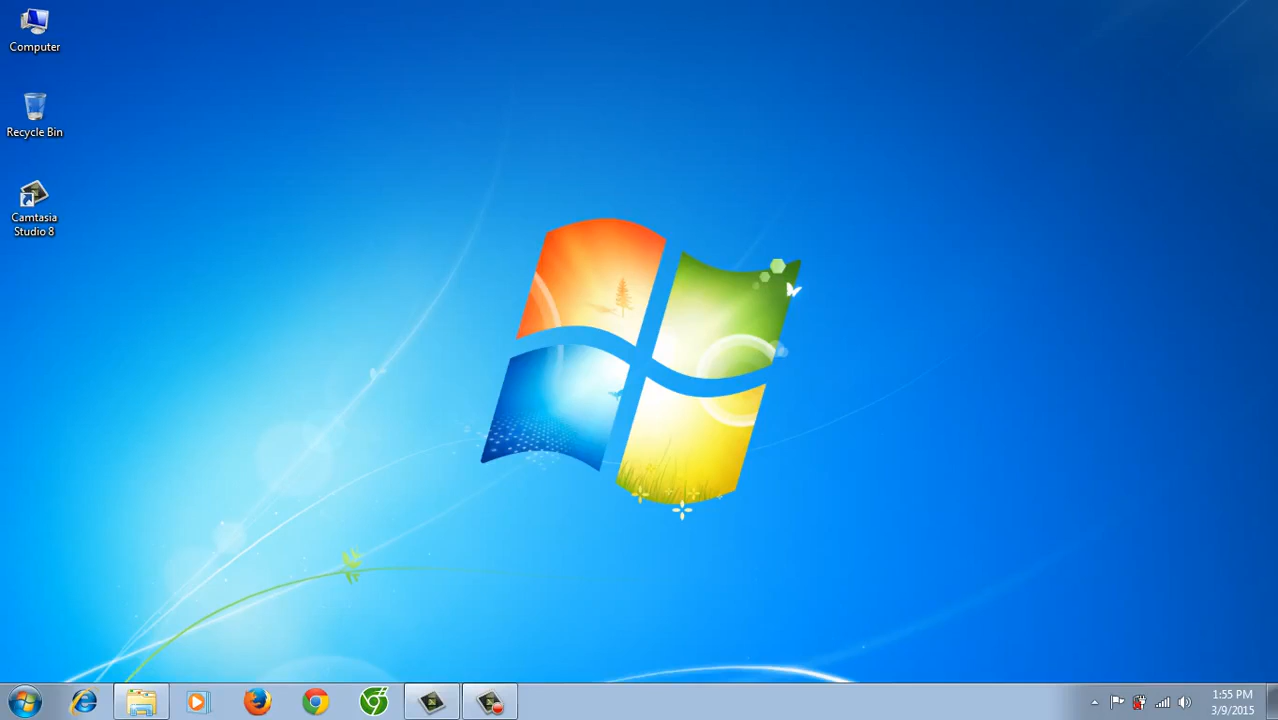 Computer
Recycle Bin
Camtasia
Studio 8
1:55 PM
3/9/2015